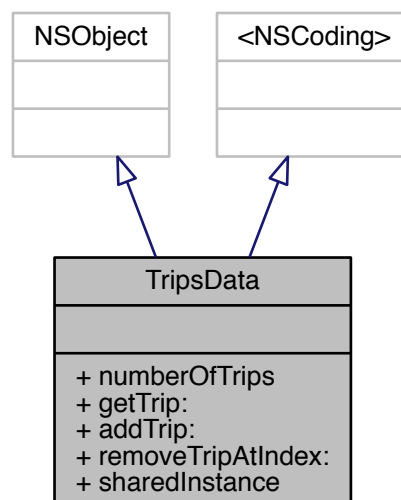 NSObject
<NSCoding>
TripsData
+ numberOfTrips
+ getTrip:
+ addTrip:
+ removeTripAtIndex:
+ sharedInstance